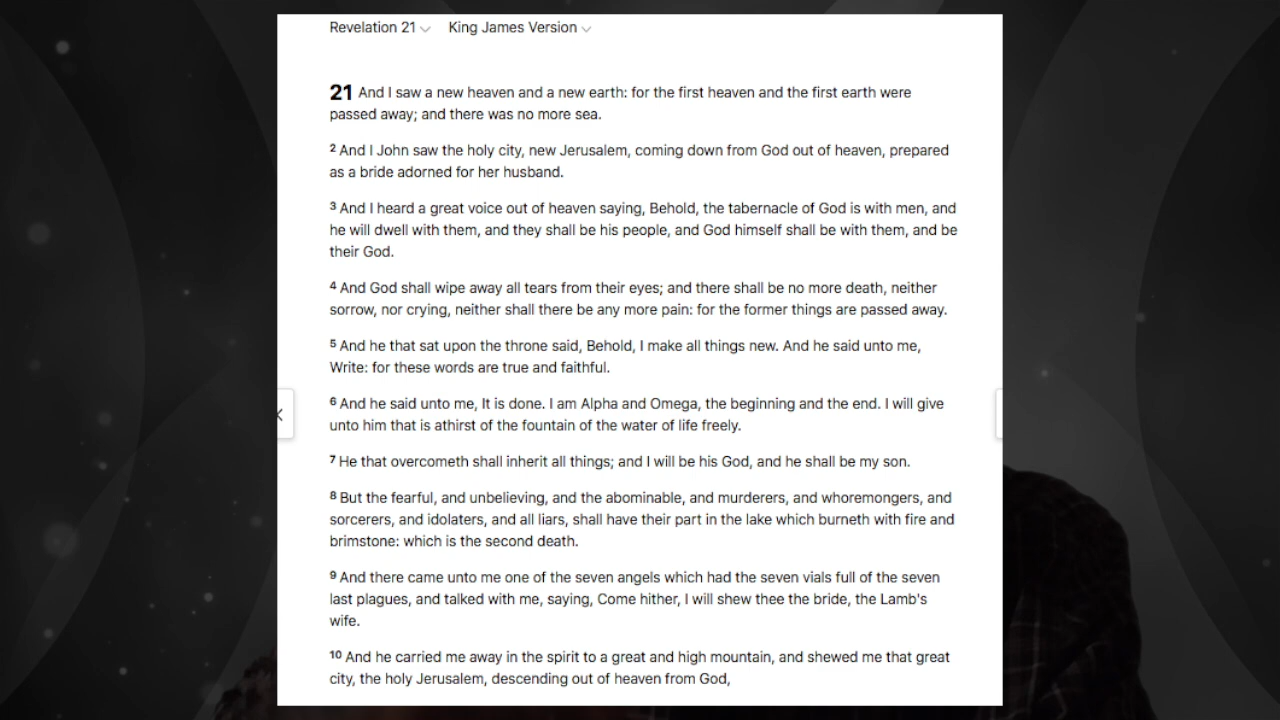 Revelation 21 King James Version
21 And I saw a new heaven and a new earth: for the first heaven and the first earth were
passed away; and there was no more sea.
2 And I John saw the holy city, new Jerusalem, coming down from God out of heaven, prepared
as a bride adorned for her husband.
3 And I heard a great voice out of heaven saying, Behold, the tabernacle of God is with men, and
he will dwell with them, and they shall be his people, and God himself shall be with them, and be
their God.
4 And God shall wipe away all tears from their eyes; and there shall be no more death, neither
sorrow, nor crying, neither shall there be any more pain: for the former things are passed away.
5 And he that sat upon the throne said, Behold, I make all things new. And he said unto me,
Write: for these words are true and faithful.
6 And he said unto me, It is done. I am Alpha and Omega, the beginning and the end. I will give
unto him that is athirst of the fountain of the water of life freely.
7 He that overcometh shall inherit all things; and I will be his God, and he shall be my son.
8 But the fearful, and unbelieving, and the abominable, and murderers, and whoremongers, and
sorcerers, and idolaters, and all liars, shall have their part in the lake which burneth with fire and
brimstone: which is the second death.
9 And there came unto me one of the seven angels which had the seven vials full of the seven
last plagues, and talked with me, saying, Come hither, I will shew thee the bride, the Lamb's
wife.
10 And he carried me away in the spirit to a great and high mountain, and shewed me that great
city, the holy Jerusalem, descending out of heaven from God,